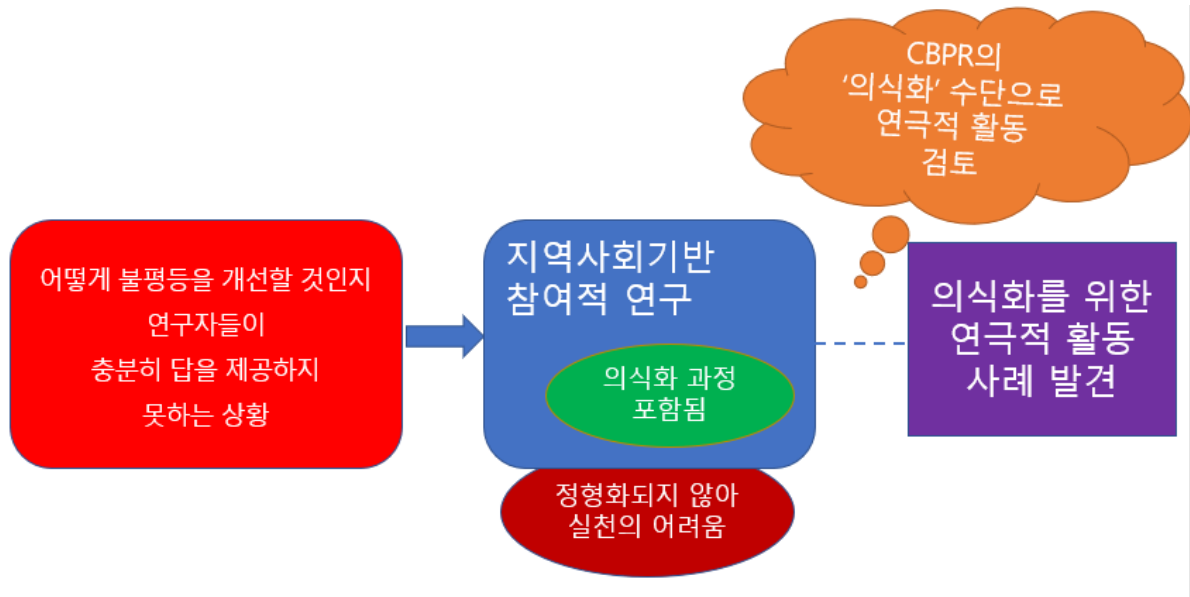 어떻게 불평등을 개선할 것인지
연구자들이
충분히 답을 제공하지
못하는 상황
지역사회기반
참여적 연구
의식화 과정
포함됨
정형화되지 않아
실천의 어려움
CBPR의
‘의식화’ 수단으로
연극적 활동
검토
의식화를 위한
연극적 활동
사례 발견